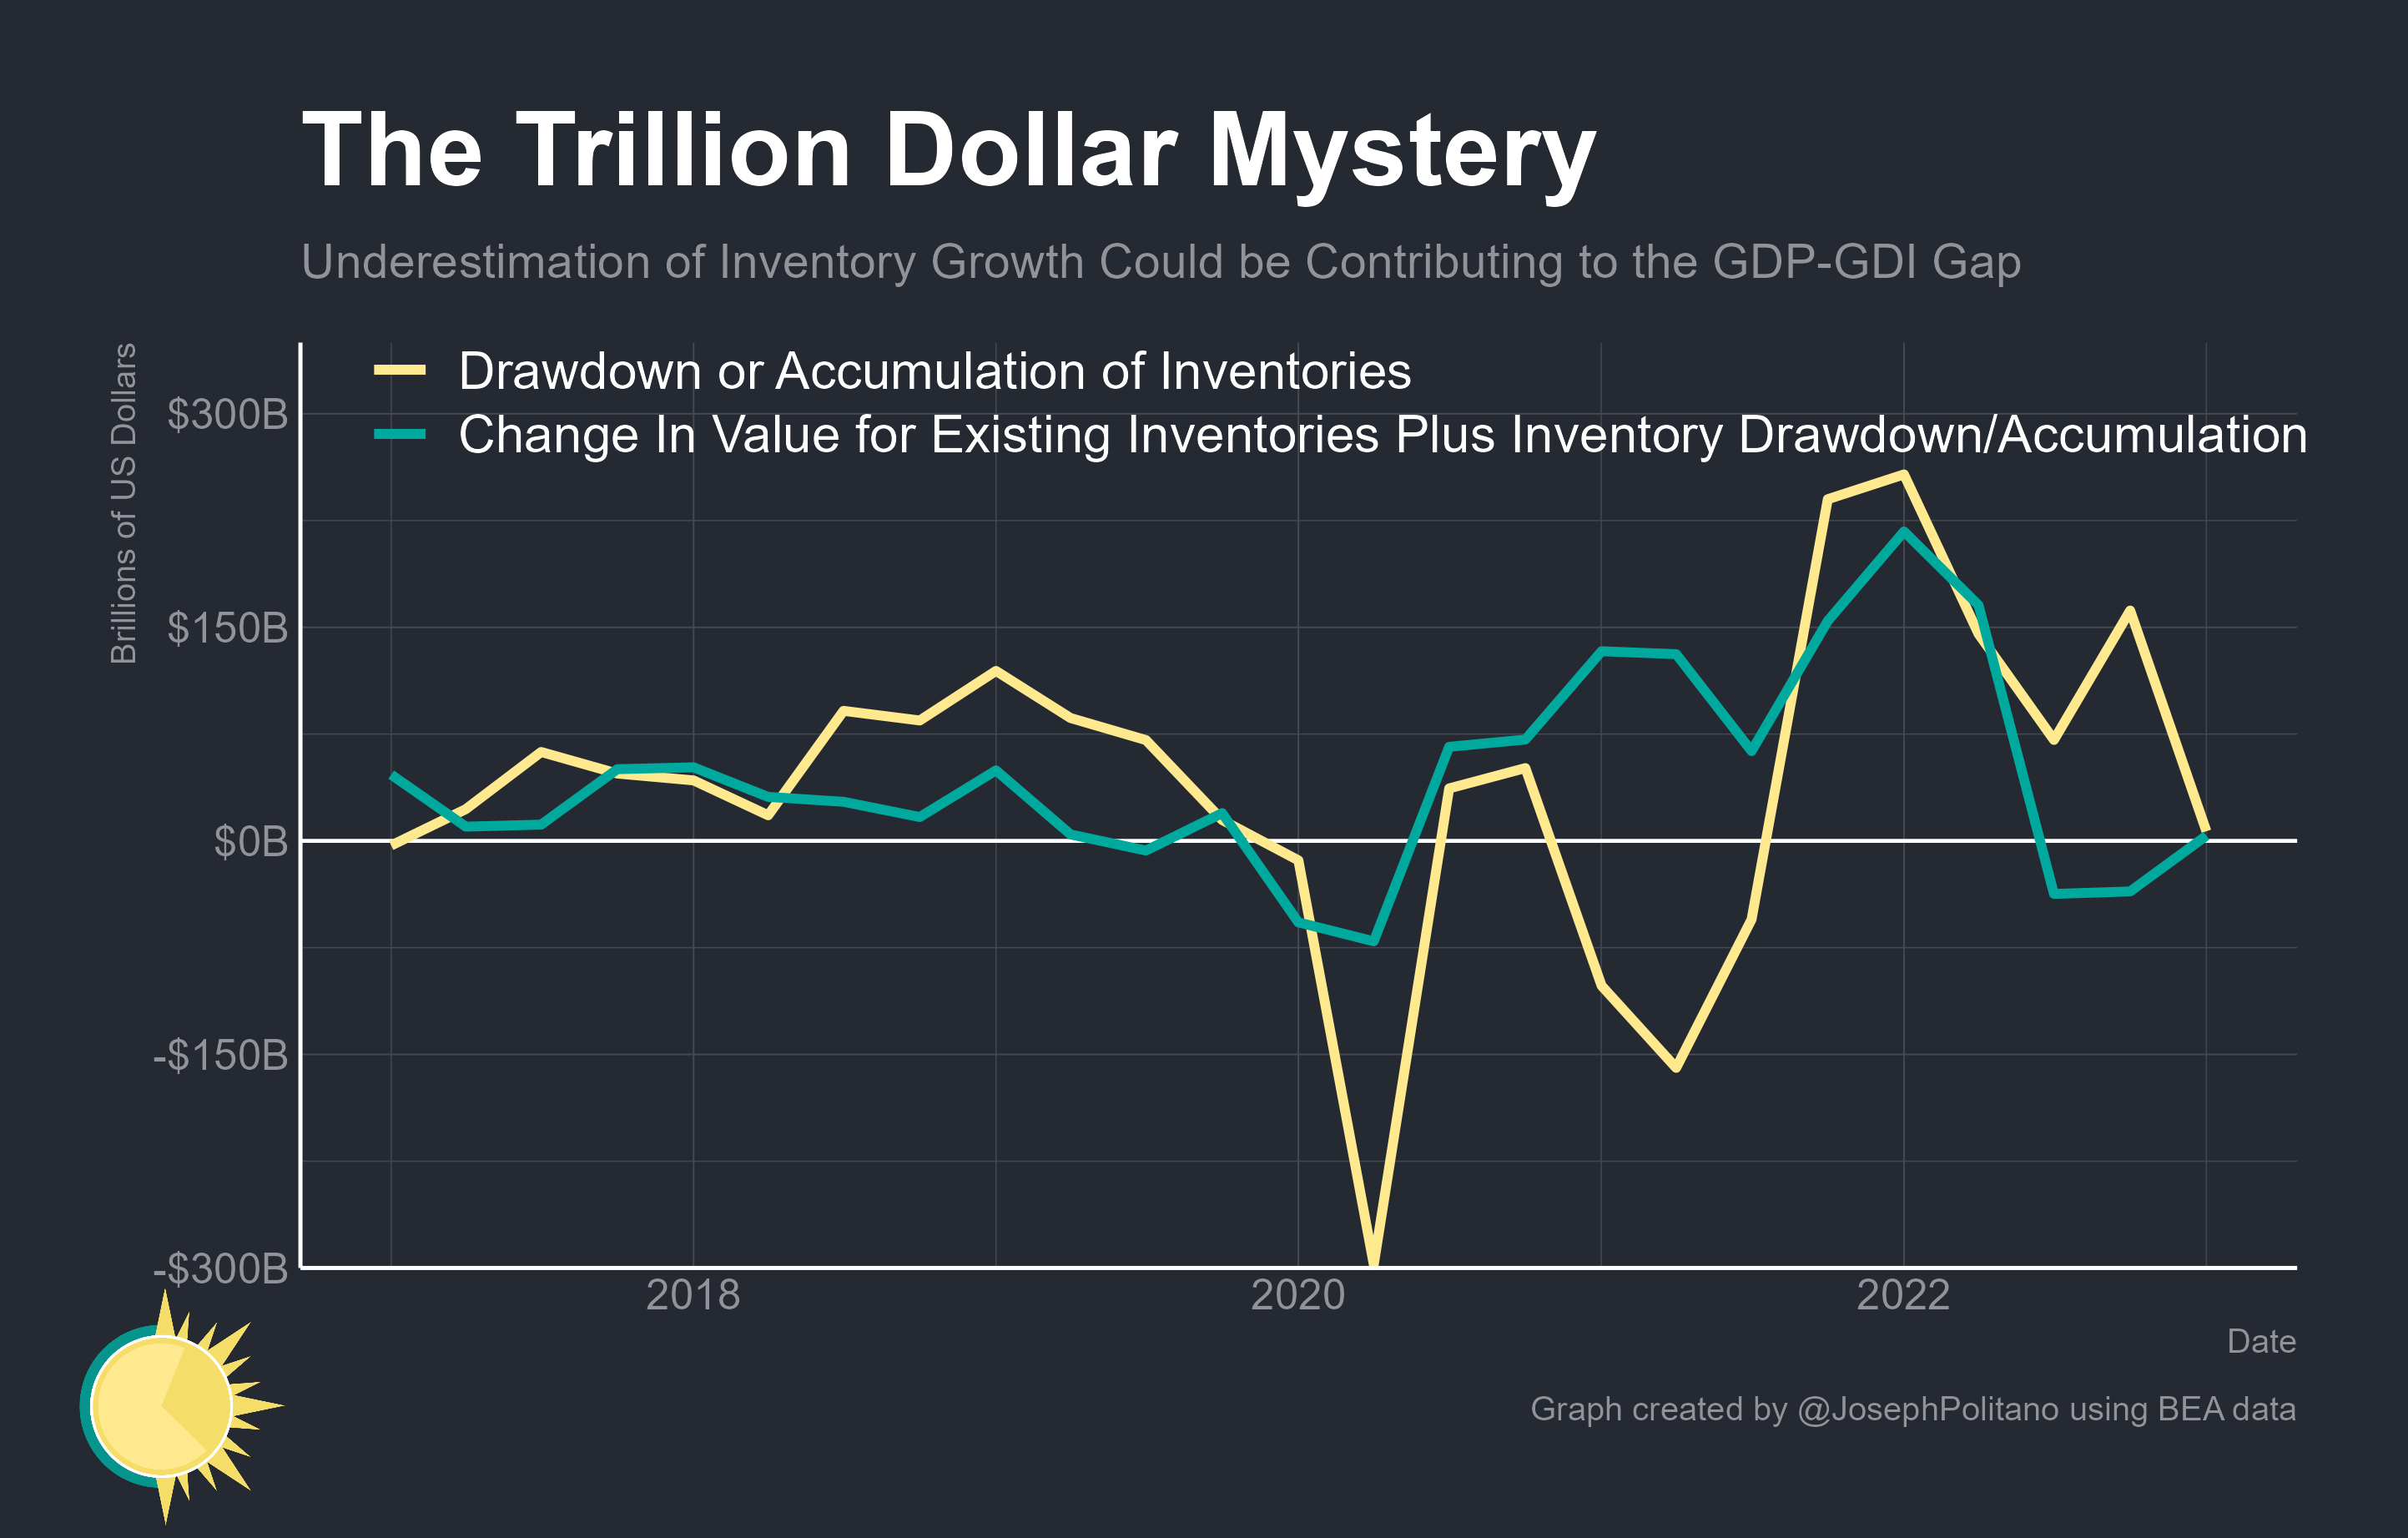 The Trillion Dollar Mystery
Underestimation of Inventory Growth Could be Contributing to the GDP-GDI Gap
Brillions of US Dollars
Drawdown or Accumulation of Inventories
Change In Value for Existing Inventories Plus Inventory Drawdown/Accumulation
$300B
$150B
$0B
-$150B
-$300B
2018
2020
2022
Date
Graph created by @JosephPolitano using BEA data